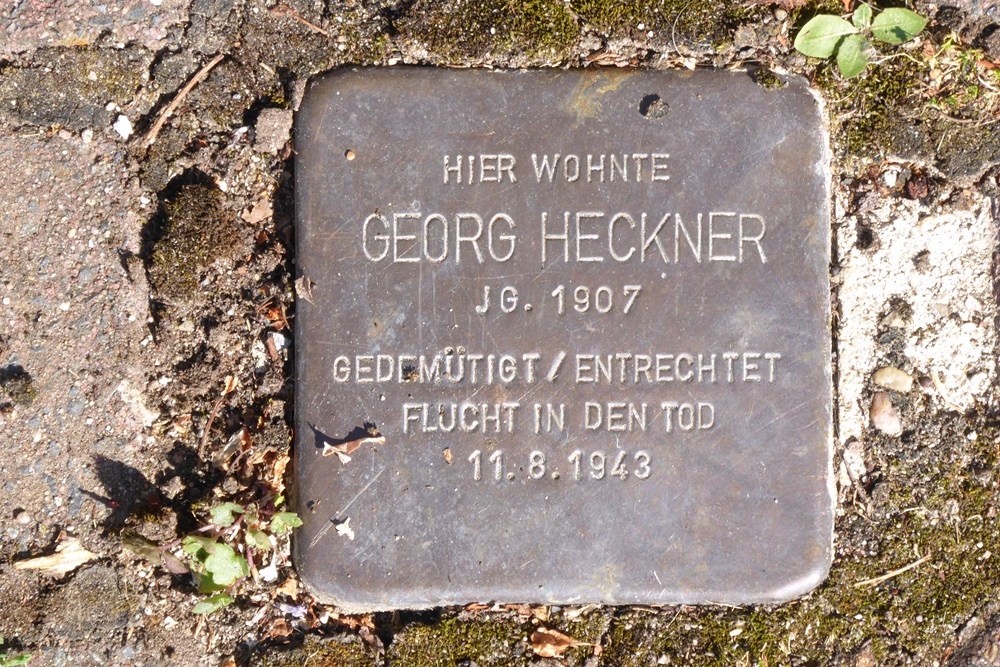 HIER WOHNTE
GEORG HECKNER
JG. 1907
GEDEMÜTIGT / ENTRECHTET
FLUCHT IN DEN TOD
11.8.1943